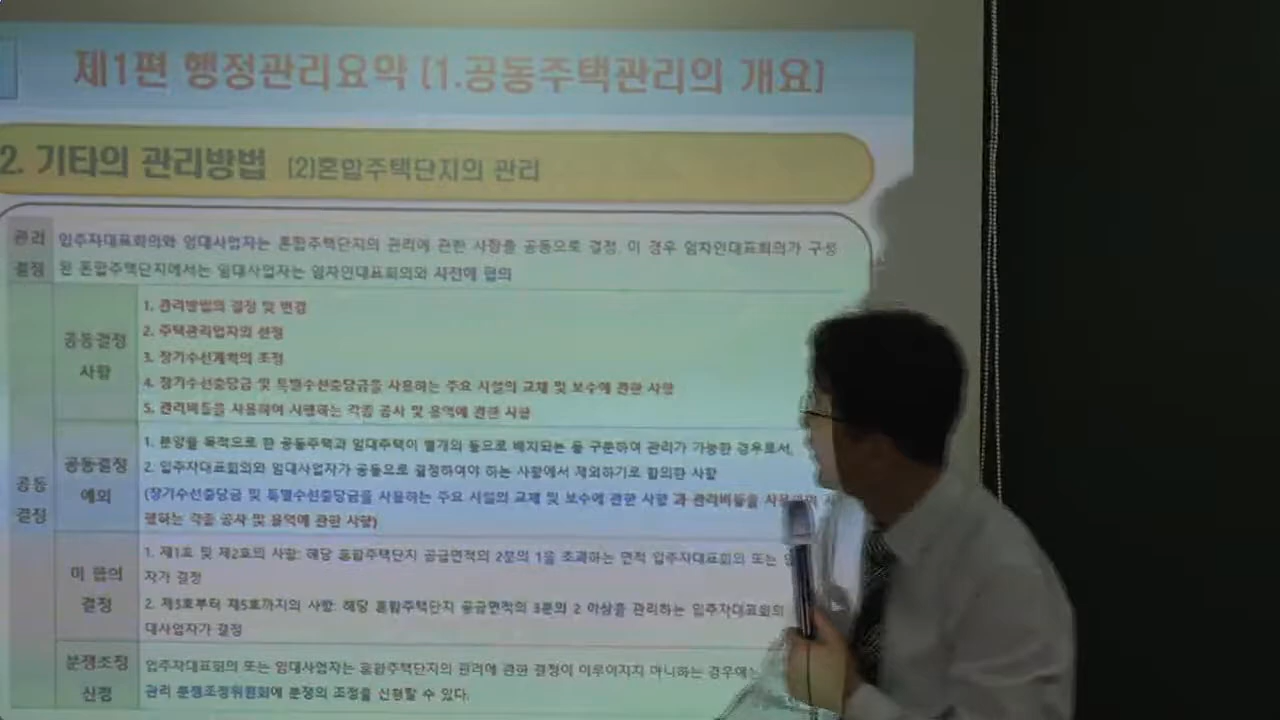 제1편 행정관리요약 [1.공동주택관리의 개요]
2. 기타의 관리방법 (2)혼합주택단지의 관리
관리
결정
입주자대표회의와 임대사업자는 혼합주택단지의 관리에 관한 사항을 공동으로 결정. 이 경우 임차인대표회의가 구성
된 혼합주택단지에서는 임대사업자는 임차인대표회의와 사전에 협의
공동
결정
공동결정
사항
1. 관리방법의 결정 및 변경
2. 주택관리업자의 선정
3. 장기수선계획의 조정
4. 장기수선충당금 및 특별수선충당금을 사용하는 주요 시설의 교체 및 보수에 관한 사항
5. 관리비등을 사용하여 시행하는 각종 공사 및 용역에 관한 사항
공동결정
예외
1. 분양을 목적으로 한 공동주택과 임대주택이 별개의 동으로 배치되는 등 구분하여 관리가 가능한 경우로서,
2. 입주자대표회의와 임대사업자가 공동으로 결정하여야 하는 사항에서 제외하기로 합의한 사항
(장기수선충당금 및 특별수선충당금을 사용하는 주요 시설의 교체 및 보수에 관한 사항 과 관리비등을
행하는 각종 공사 및 용역에 관한 사항)
미 합의
결정
1. 제1호 및 제2호의 사항: 해당 혼합주택단지 공급면적의 2분의 1을 초과하는 면적 입주자대표회의 또는
자가 결정
2. 제3호부터 제5호까지의 사항: 해당 혼합주택단지 공급면적의 3분의 2 이상을 관리하는 입주자대표회의
대사업자가 결정
분쟁조정
신청
입주자대표회의 또는 임대사업자는 혼합주택단지의 관리에 관한 결정이 이루어지지 아니하는 경우에는
관리 분쟁조정위원회에 분쟁의 조정을 신청할 수 있다.